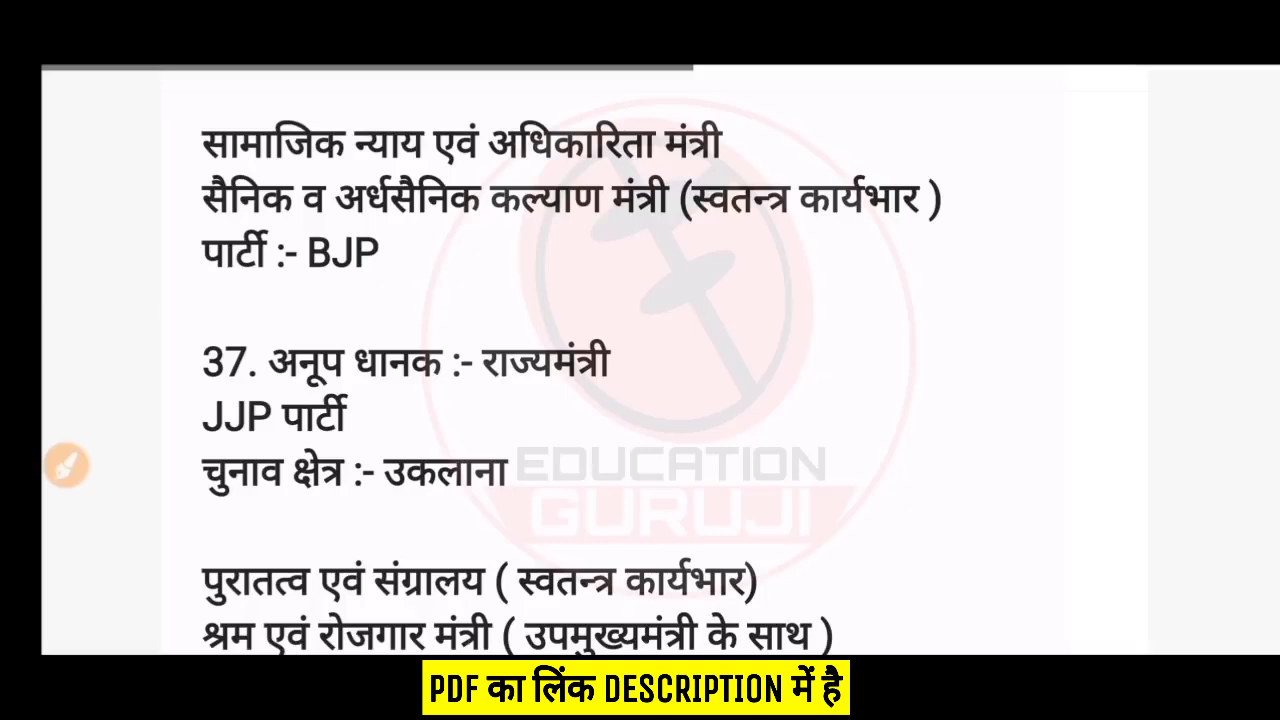 सामाजिक न्याय एवं अधिकारिता मंत्री
सैनिक व अर्धसैनिक कल्याण मंत्री (स्वतन्त्र कार्यभार )
पार्टी :- BJP
37. अनूप धानक :- राज्यमंत्री
JJP पार्टी
चुनाव क्षेत्र :- उकलाना
EDUCATION
GURUJI
पुरातत्व एवं संग्रालय ( स्वतन्त्र कार्यभार)
श्रम एवं रोजगार मंत्री ( उपमुख्यमंत्री के साथ )
PDF का लिंक DESCRIPTION में है